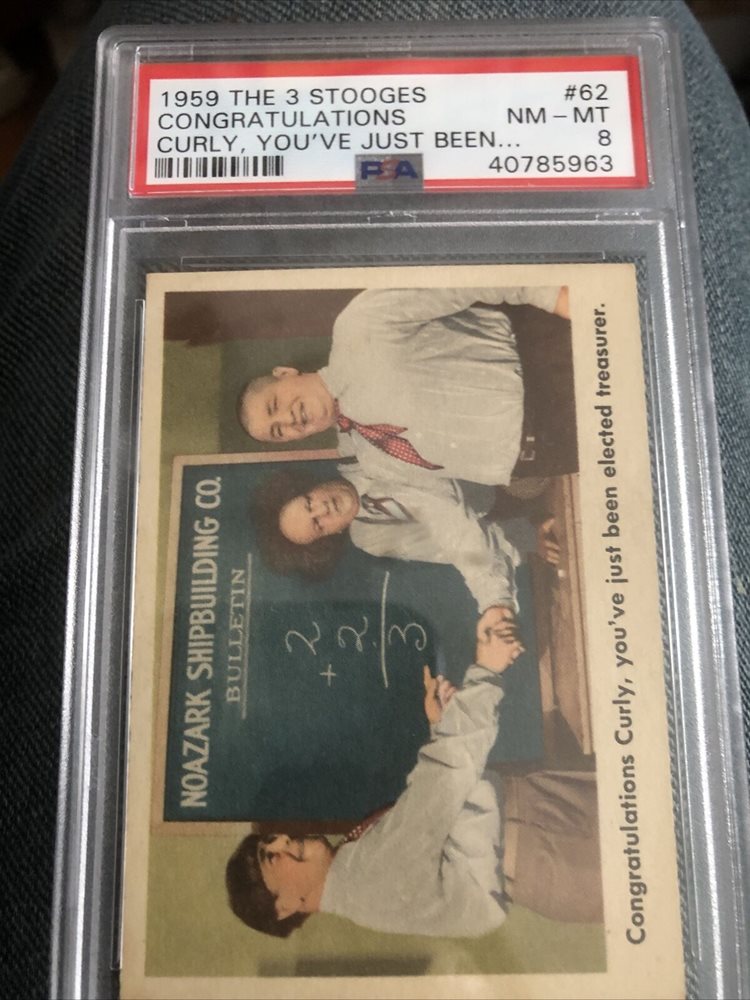 1959 THE 3 STOOGES #62
CONGRATULATIONS NM - MT
CURLY, YOU'VE JUST BEEN... 8
PSA 40785963
NOAZARK SHIPBUILDING CO.
BULLETIN
2
+ 2
3
Congratulations Curly, you've just been elected treasurer.